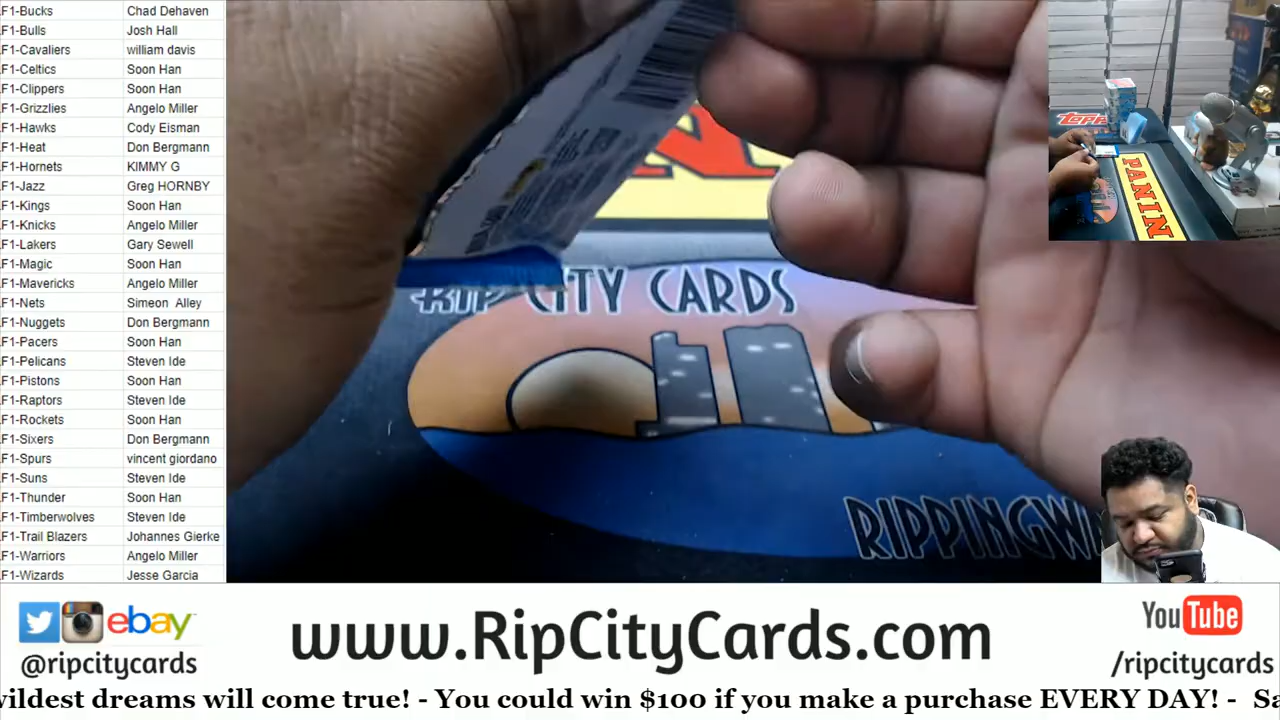 .F1-Bucks Chad Dehaven
.F1-Bulls Josh Hall
.F1-Cavaliers william davis
.F1-Celtics Soon Han
.F1-Clippers Soon Han
.F1-Grizzlies Angelo Miller
.F1-Hawks Cody Eisman
.F1-Heat Don Bergmann
.F1-Hornets KIMMY G
.F1-Jazz Greg HORNBY
.F1-Kings Soon Han
.F1-Knicks Angelo Miller
.F1-Lakers Gary Sewell
.F1-Magic Soon Han
.F1-Mavericks Angelo Miller
.F1-Nets Simeon Alley
.F1-Nuggets Don Bergmann
.F1-Pacers Soon Han
.F1-Pelicans Steven Ide
.F1-Pistons Soon Han
.F1-Raptors Steven Ide
.F1-Rockets Soon Han
.F1-Sixers Don Bergmann
.F1-Spurs vincent giordano
.F1-Suns Steven Ide
.F1-Thunder Soon Han
.F1-Timberwolves Steven Ide
.F1-Trail Blazers Johannes Gierke
.F1-Warriors Angelo Miller
.F1-Wizards Jesse Garcia
RIP CITY CARDS
RIPPINGW
TOPP
PANINI
ebay
@ripcitycards
www.RipCityCards.com
YouTube
/ripcitycards
wildest dreams will come true! - You could win $100 if you make a purchase EVERY DAY! - Sa